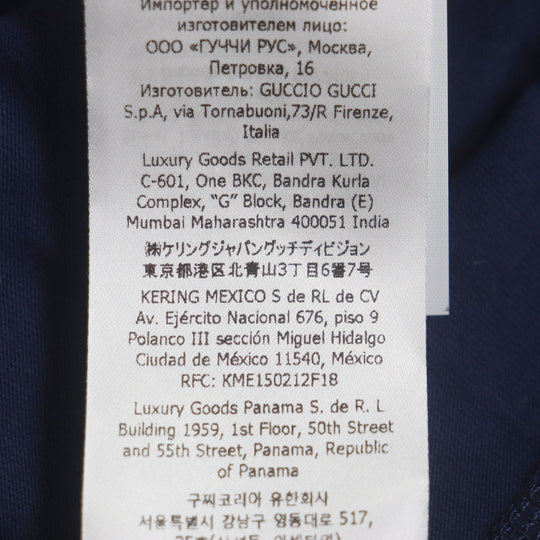 Импортер и уполномоченное
изготовителем лицо:
ООО «ГУЧЧИ РУС», Москва,
Петровка, 16
Изготовитель: GUCCIO GUCCI
S.p.A, via Tornabuoni,73/R Firenze,
Italia
Luxury Goods Retail PVT. LTD.
C-601, One BKC, Bandra Kurla
Complex, “G” Block, Bandra (E)
Mumbai Maharashtra 400051 India
㈱ケリングジャパングッチディビジョン
東京都港区北青山3丁目6番7号
KERING MEXICO S de RL de CV
Av. Ejército Nacional 676, piso 9
Polanco III sección Miguel Hidalgo
Ciudad de México 11540, México
RFC: KME150212F18
Luxury Goods Panama S. de R. L
Building 1959, 1st Floor, 50th Street
and 55th Street, Panama, Republic
of Panama
구찌코리아 유한회사
서울특별시 강남구 영동대로 517,